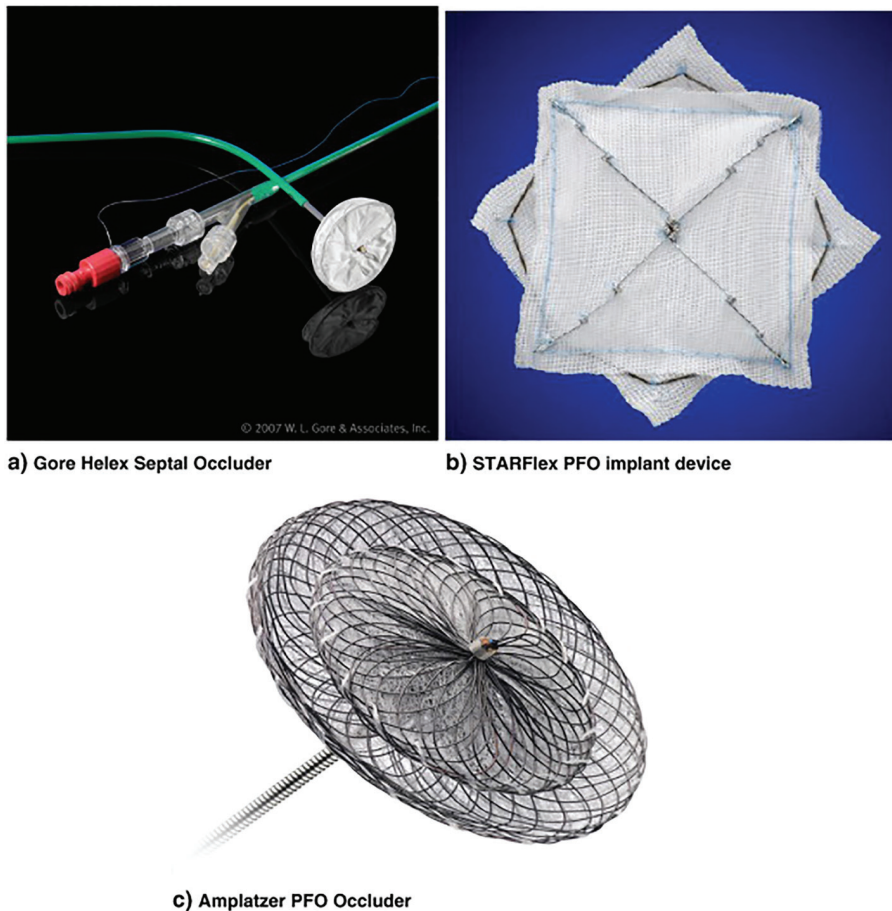 © 2007 W. L. Gore & Associates, Inc.
a) Gore Helex Septal Occluder
b) STARFlex PFO implant device
c) Amplatzer PFO Occluder